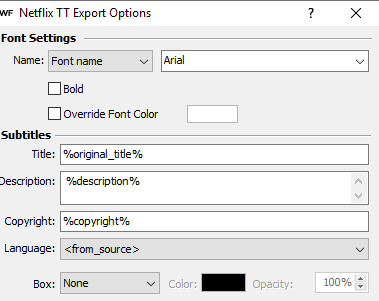 WF Netflix TT Export Options ? ×
Font Settings
Name: Font name Arial
Bold
Override Font Color
Subtitles
Title: %original_title%
Description: %description%
Copyright: %copyright%
Language: <from_source>
Box: None Color: Opacity: 100%